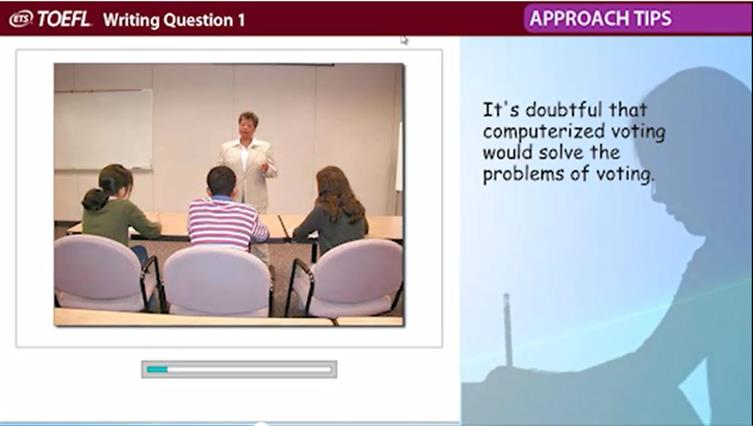 ETS TOEFL Writing Question 1
APPROACH TIPS
It's doubtful that
computerized voting
would solve the
problems of voting.